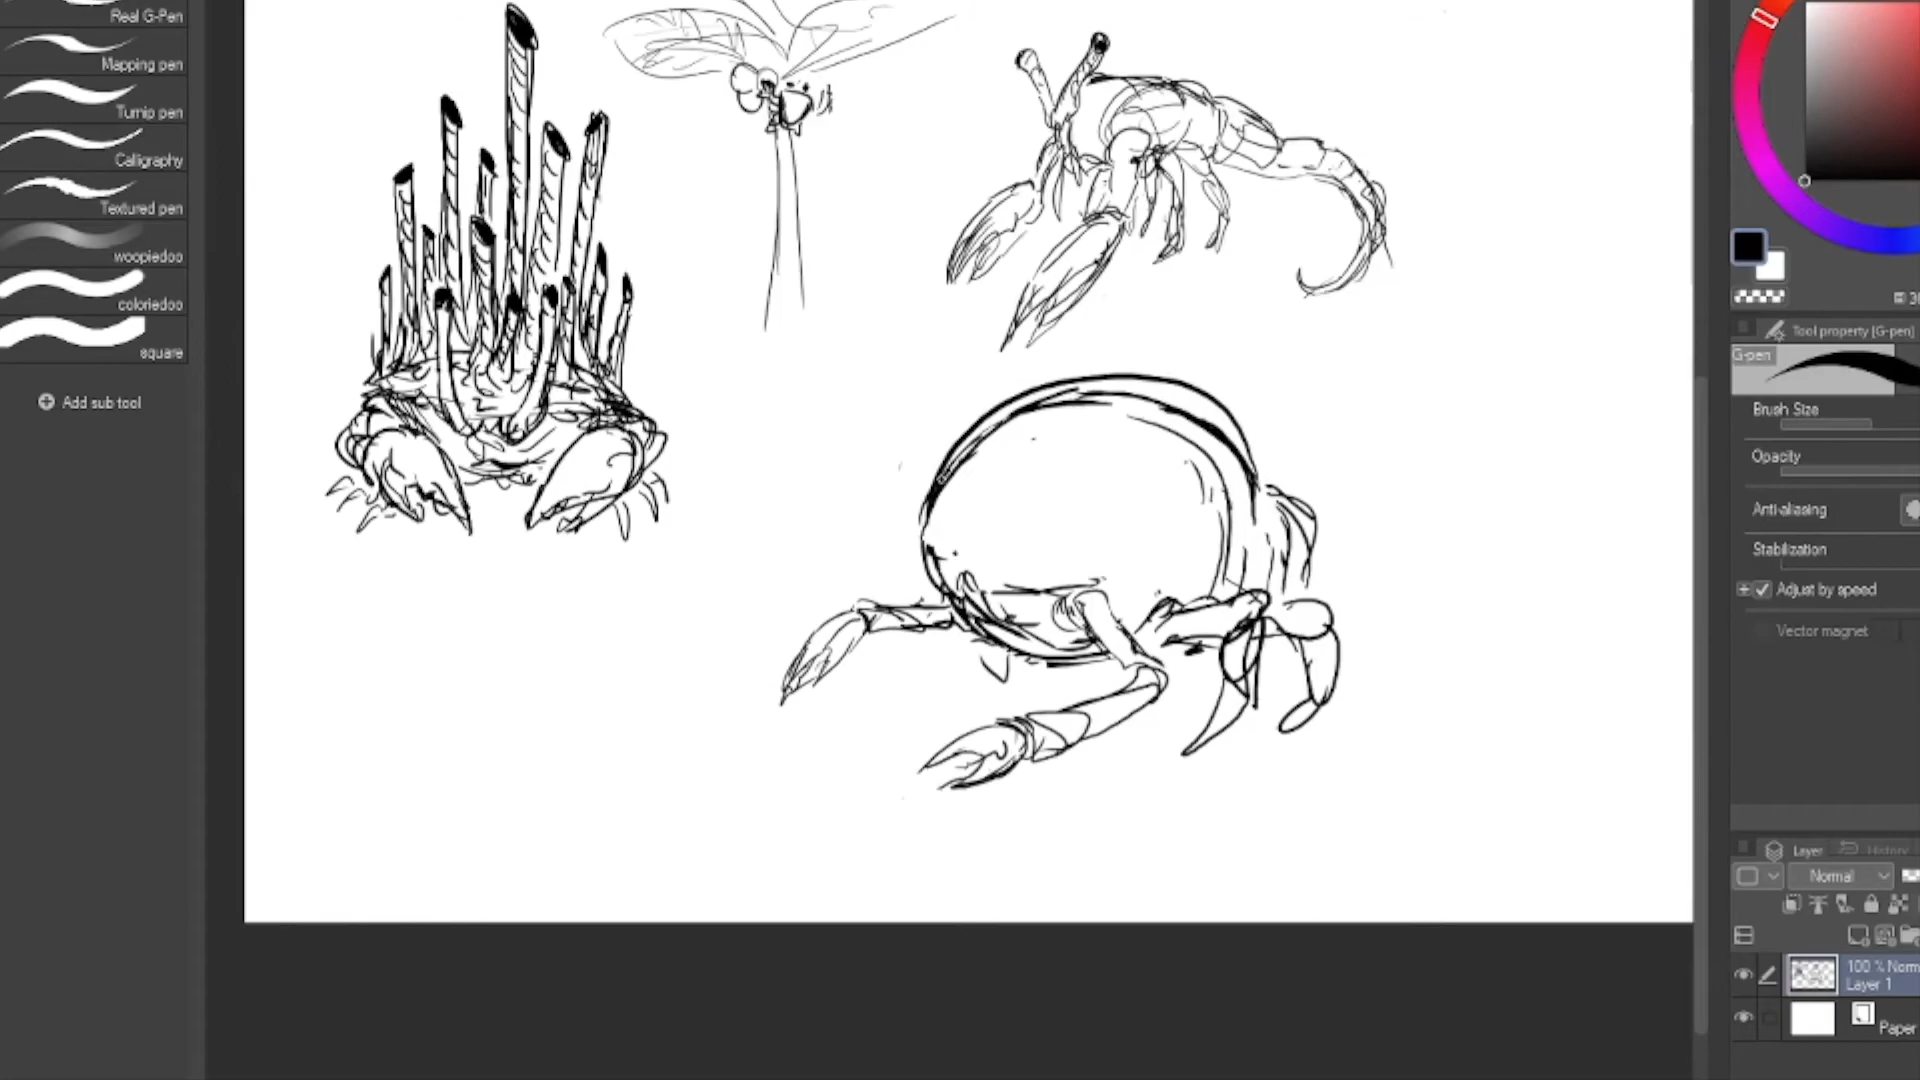 Real G-Pen
Mapping pen
Turnip pen
Calligraphy
Textured pen
woopiedoo
coloriedoo
square
Add sub tool
Tool property [G-pen]
G-pen
Brush Size
Opacity
Anti-aliasing
Stabilization
Adjust by speed
Vector magnet
Layer
History
Normal
100 % Norm
Layer 1
Paper